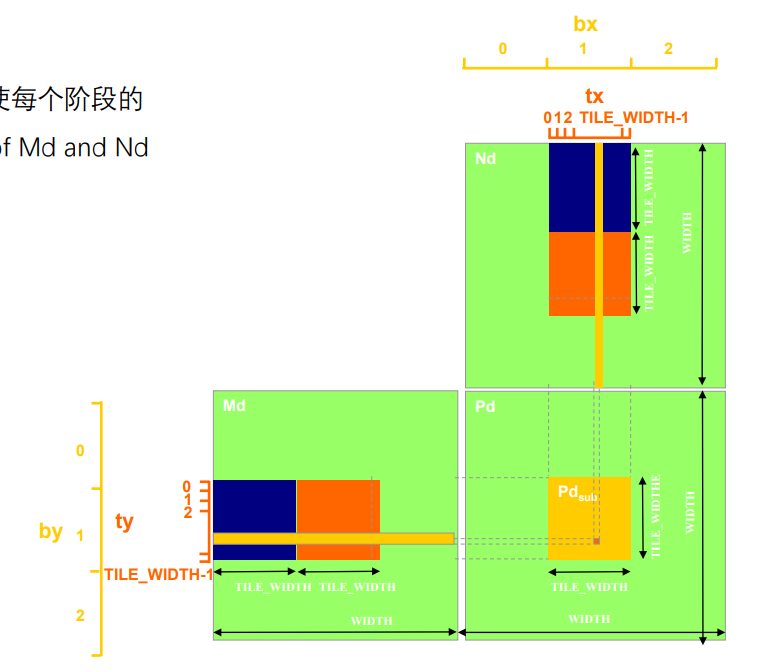 bx
0 1 2
使每个阶段的
tx
0 1 2 TILE_WIDTH-1
of Md and Nd
Nd
TILE_WIDTH
WIDTH
TILE_WIDTH
Md
Pd
0
0
1
2
Pdsub
TILE_WIDTHE
WIDTH
by
1
ty
TILE_WIDTH-1
TILE_WIDTH TILE_WIDTH
TILE_WIDTH
2
WIDTH
WIDTH